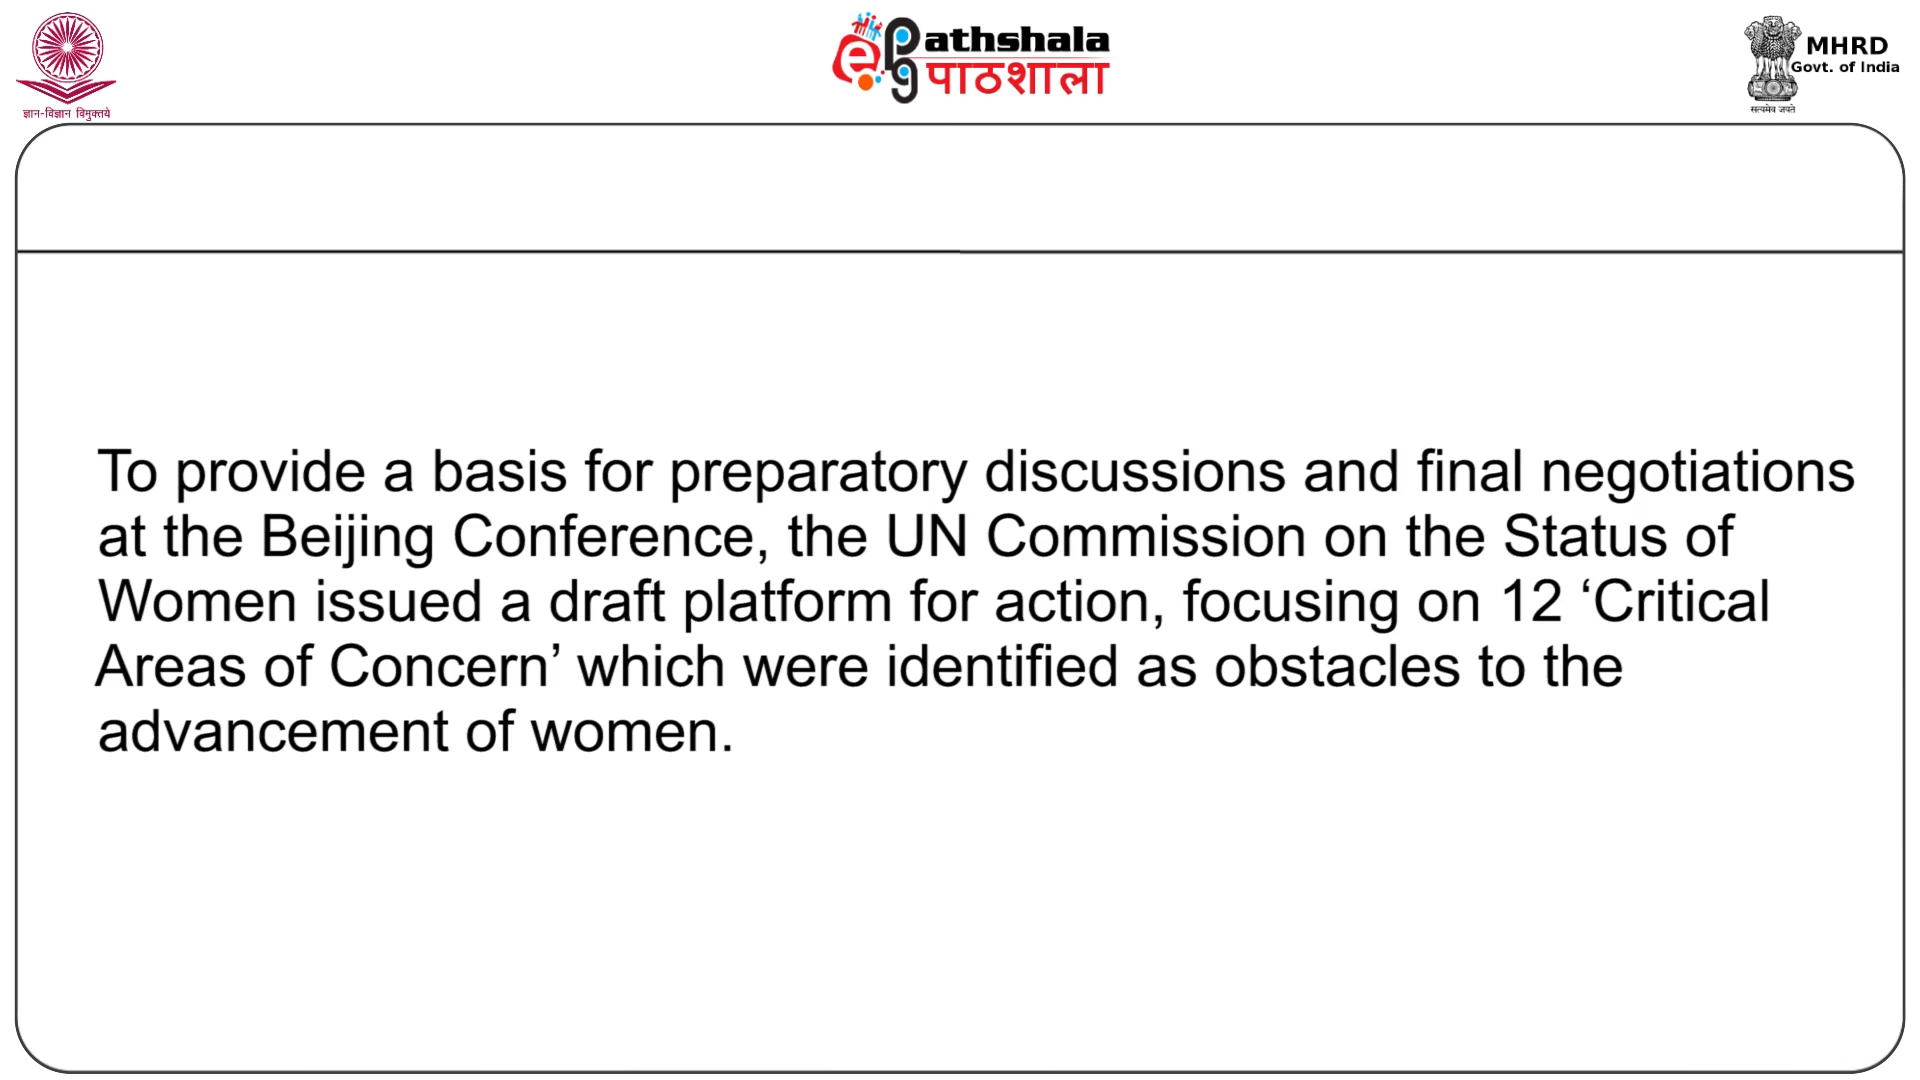 ज्ञान-विज्ञान विमुक्तये
e Pg Pathshala
पाठशाला
MHRD
Govt. of India
सत्यमेव जयते
To provide a basis for preparatory discussions and final negotiations
at the Beijing Conference, the UN Commission on the Status of
Women issued a draft platform for action, focusing on 12 ‘Critical
Areas of Concern’ which were identified as obstacles to the
advancement of women.